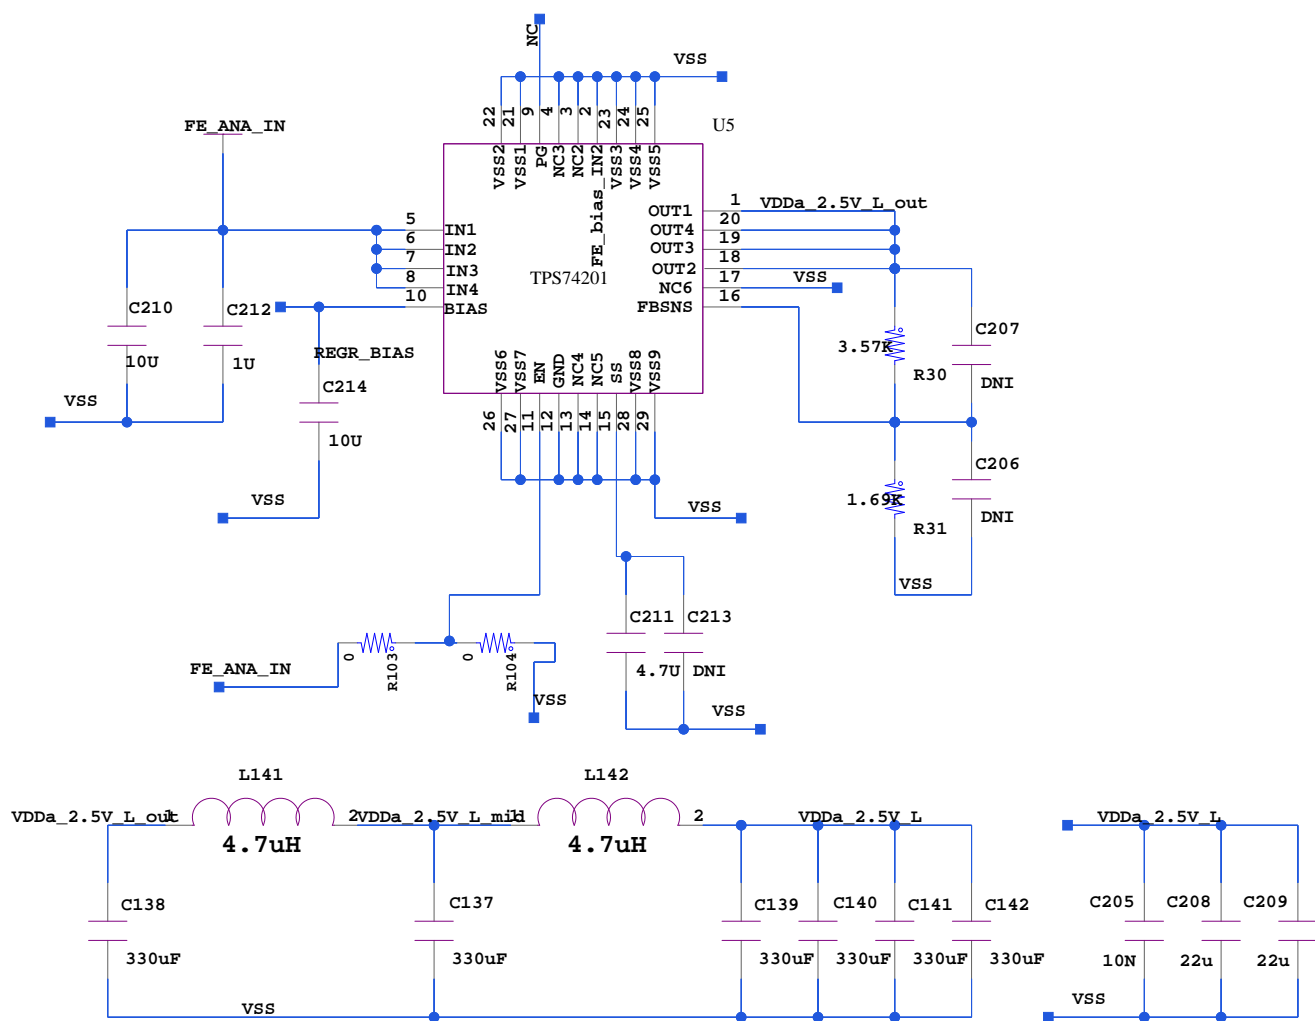 NC
VSS
22
21
9
4
3
2
23
24
25
U5
FE_ANA_IN
VSS2
VSS1
PG
NC3
NC2
FE_bias_IN2
VSS3
VSS4
VSS5
5
6
7
8
10
IN1
IN2
IN3
IN4
BIAS
TPS74201
OUT1
OUT4
OUT3
OUT2
NC6
FBSNS
1
20
19
18
17
16
VDDa_2.5V_L_out
VSS
C210
10U
C212
1U
VSS
REGR_BIAS
C214
10U
VSS
VSS6
VSS7
EN
GND
NC4
NC5
SS
VSS8
VSS9
26
27
11
12
13
14
15
28
29
VSS
3.57K
R30
C207
DNI
1.69K
R31
C206
DNI
VSS
FE_ANA_IN
0
R103
0
R104
VSS
C211
4.7U
C213
DNI
VSS
L141
L142
VDDa_2.5V_L_out
1
2
VDDa_2.5V_L_mid
1
2
VDDa_2.5V_L
VDDa_2.5V_L
4.7uH
4.7uH
C138
330uF
C137
330uF
C139
330uF
C140
330uF
C141
330uF
C142
330uF
C205
10N
C208
22u
C209
22u
VSS
VSS